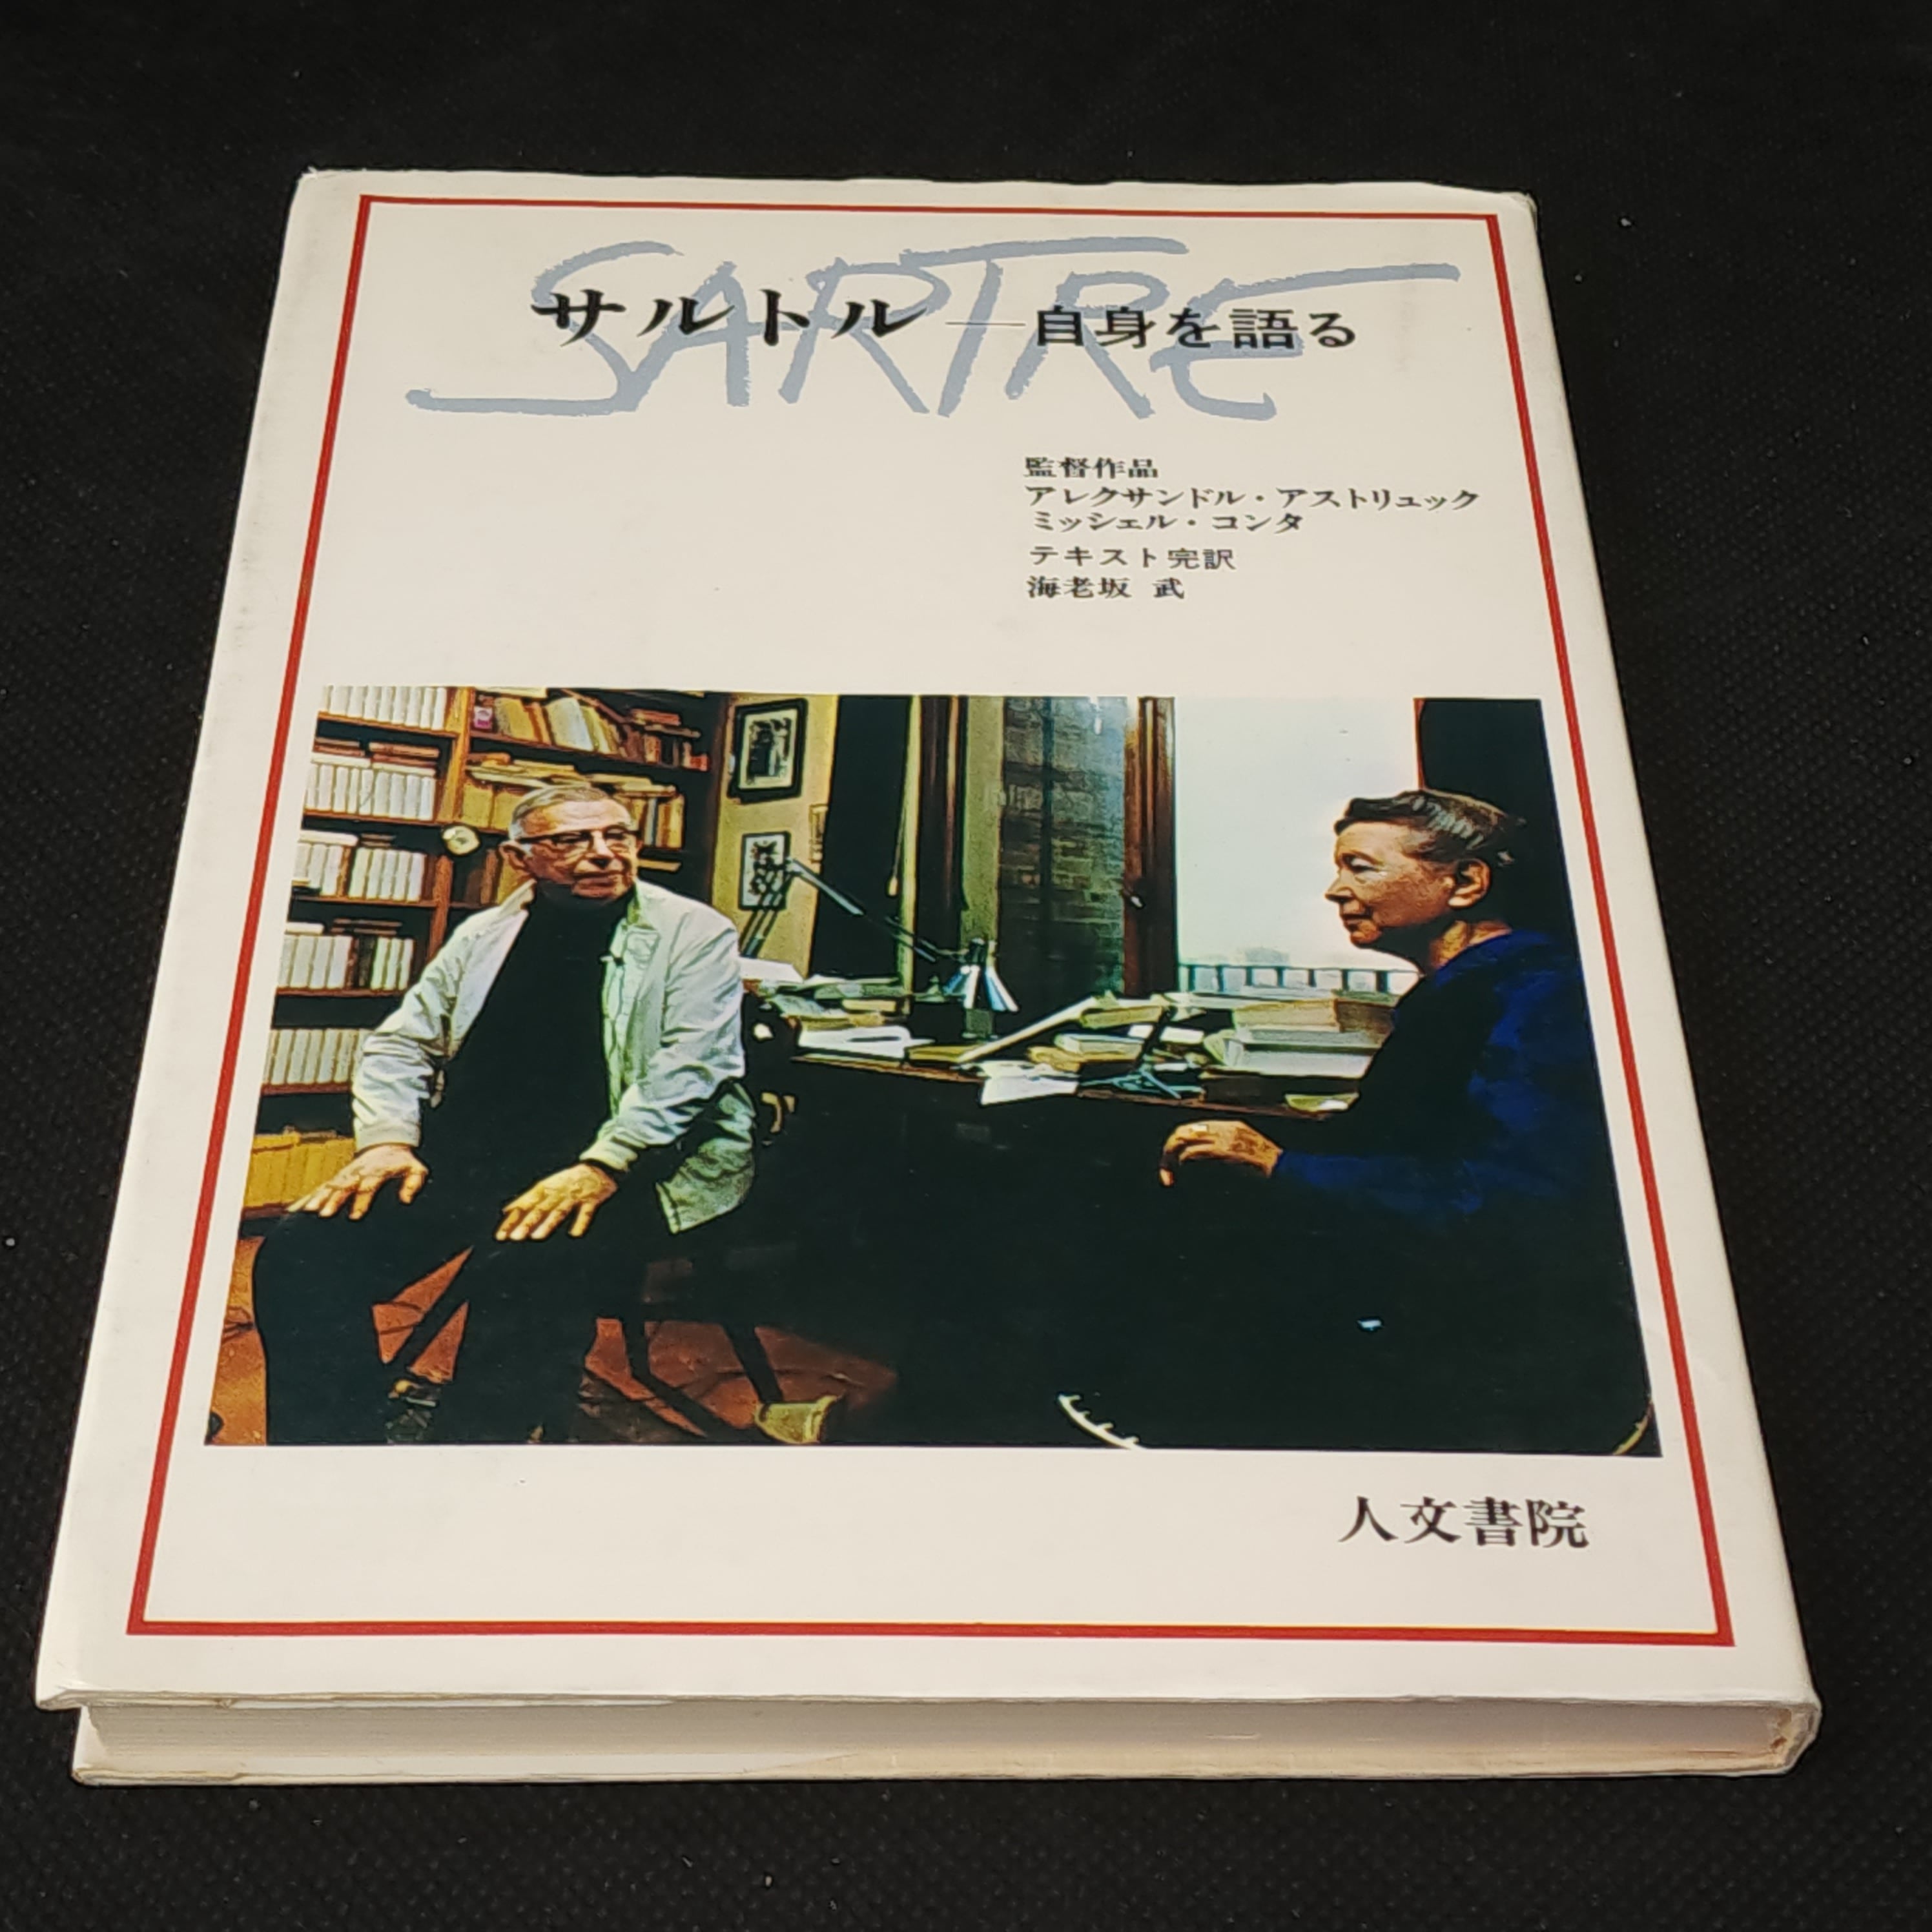 SARTRE
サルトル──自身を語る
監督作品
アレクサンドル・アストリュック
ミッシェル・コンタ
テキスト完訳
海老坂 武
人文書院